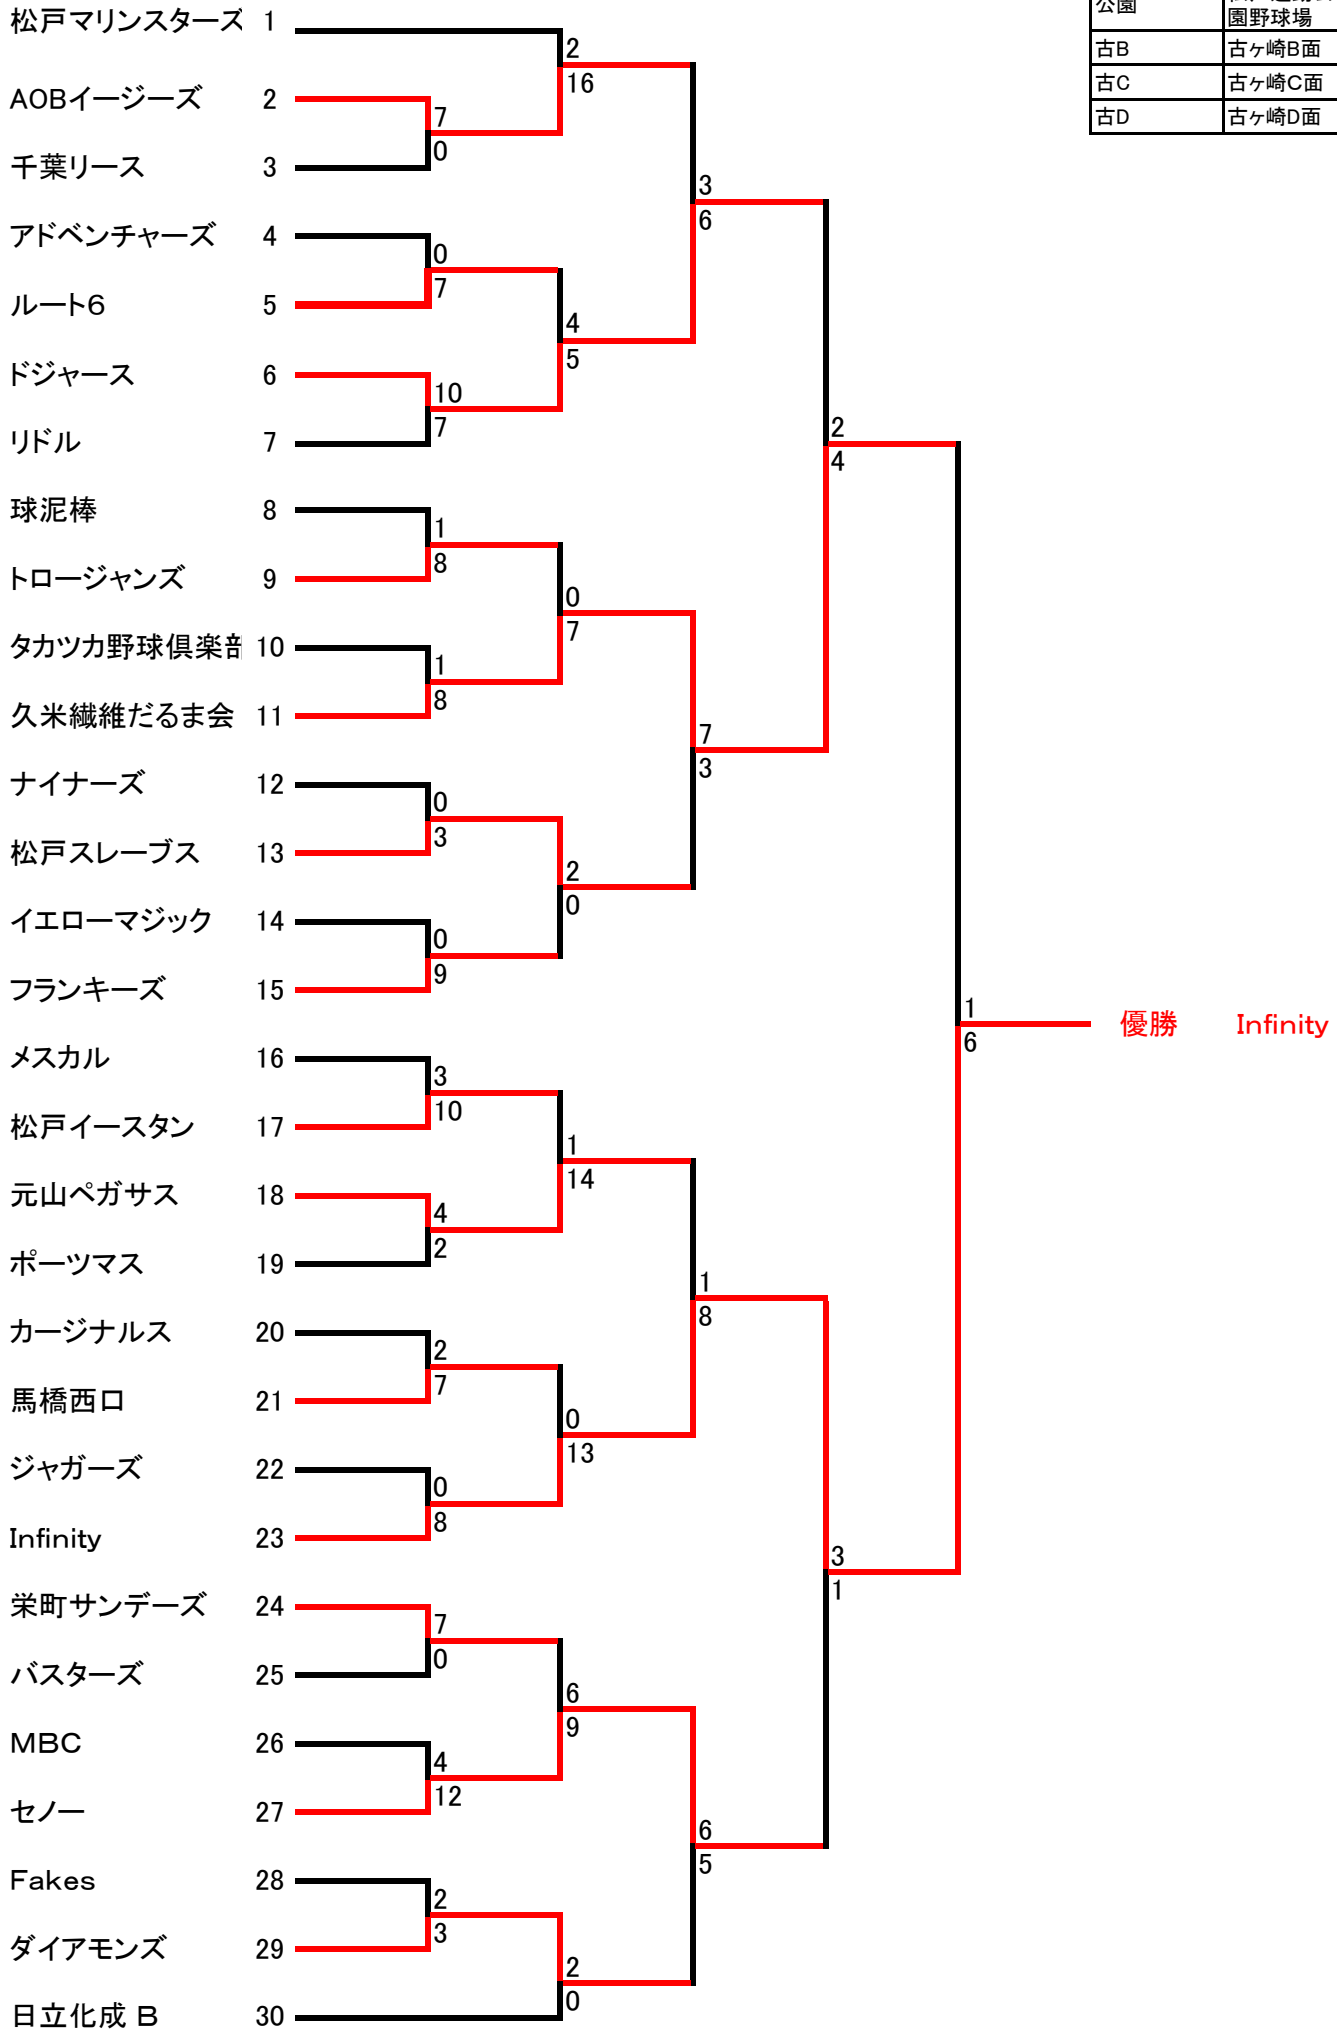 公園
園野球場
古B 古ヶ崎B面
古C 古ヶ崎C面
古D 古ヶ崎D面
松戸マリンスターズ 1
2
16
AOBイージーズ 2
7
0
千葉リース 3
3
6
アドベンチャーズ 4
0
7
ルート6 5
4
5
ドジャース 6
10
7
リドル 7
2
4
球泥棒 8
1
8
トロージャンズ 9
0
7
タカツカ野球倶楽部 10
1
8
久米繊維だるま会 11
7
3
ナイナーズ 12
0
3
松戸スレーブス 13
2
0
イエローマジック 14
0
9
フランキーズ 15
1
6
優勝 Infinity
メスカル 16
3
10
松戸イースタン 17
1
14
元山ペガサス 18
4
2
ポーツマス 19
1
8
カージナルス 20
2
7
馬橋西口 21
0
13
ジャガーズ 22
0
8
Infinity 23
3
1
栄町サンデーズ 24
7
0
バスターズ 25
6
9
MBC 26
4
12
セノー 27
6
5
Fakes 28
2
3
ダイアモンズ 29
2
0
日立化成 B 30